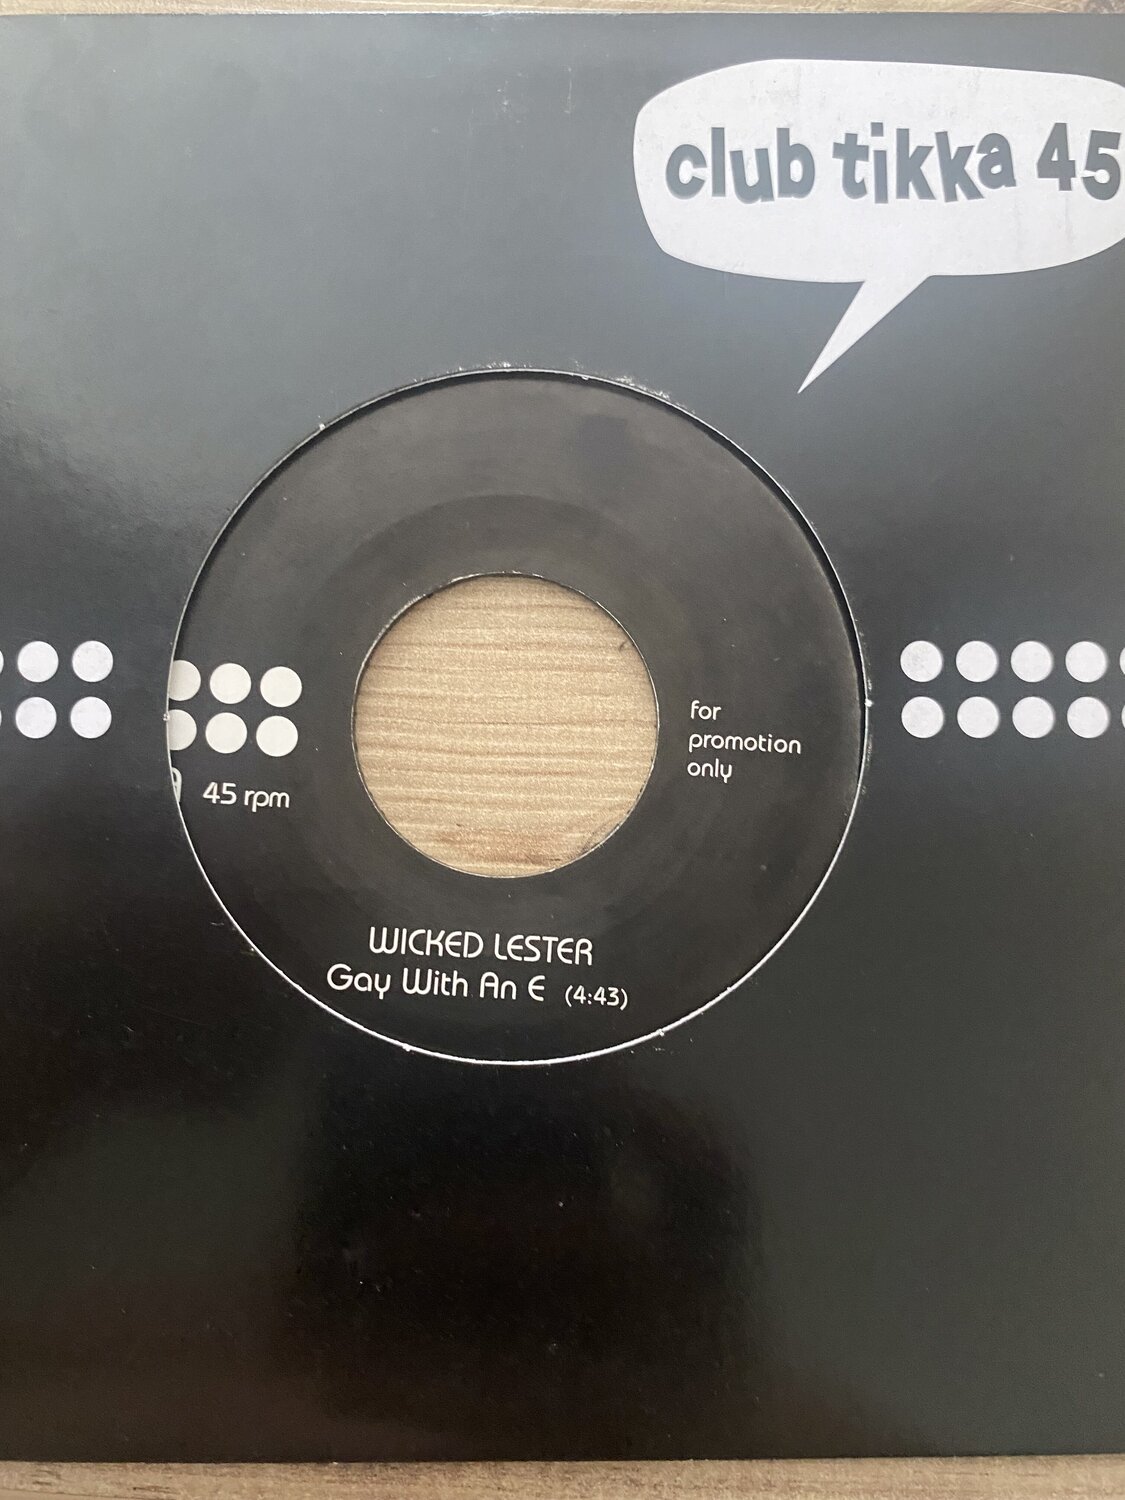 club tikka 45
for
promotion
only
45 rpm
WICKED LESTER
Gay With An E (4:43)